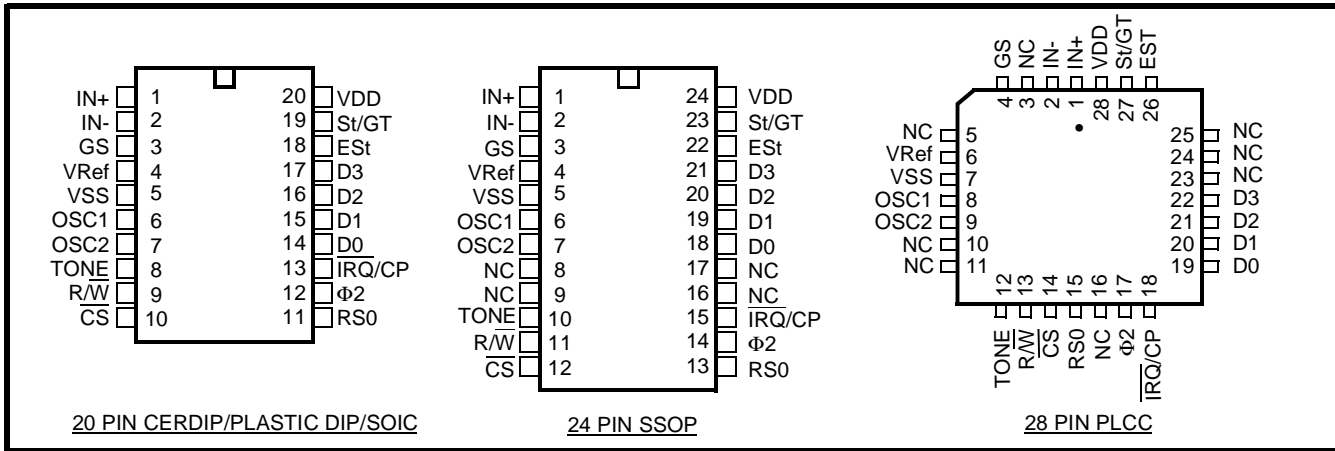 IN+ 1 20 VDD
IN- 2 19 St/GT
GS 3 18 ESt
VRef 4 17 D3
VSS 5 16 D2
OSC1 6 15 D1
OSC2 7 14 D0
TONE 8 13 I̅R̅Q̅/CP
R/W̅ 9 12 Φ2
C̅S̅ 10 11 RS0
20 PIN CERDIP/PLASTIC DIP/SOIC
IN+ 1 24 VDD
IN- 2 23 St/GT
GS 3 22 ESt
VRef 4 21 D3
VSS 5 20 D2
OSC1 6 19 D1
OSC2 7 18 D0
NC 8 17 NC
NC 9 16 NC
TONE 10 15 I̅R̅Q̅/CP
R/W̅ 11 14 Φ2
C̅S̅ 12 13 RS0
24 PIN SSOP
GS NC IN- IN+ VDD St/GT EST
4 3 2 1 28 27 26
NC 5 25 NC
VRef 6 24 NC
VSS 7 23 NC
OSC1 8 22 D3
OSC2 9 21 D2
NC 10 20 D1
NC 11 19 D0
12 13 14 15 16 17 18
TONE R/W̅ C̅S̅ RS0 NC Φ2 I̅R̅Q̅/CP
28 PIN PLCC